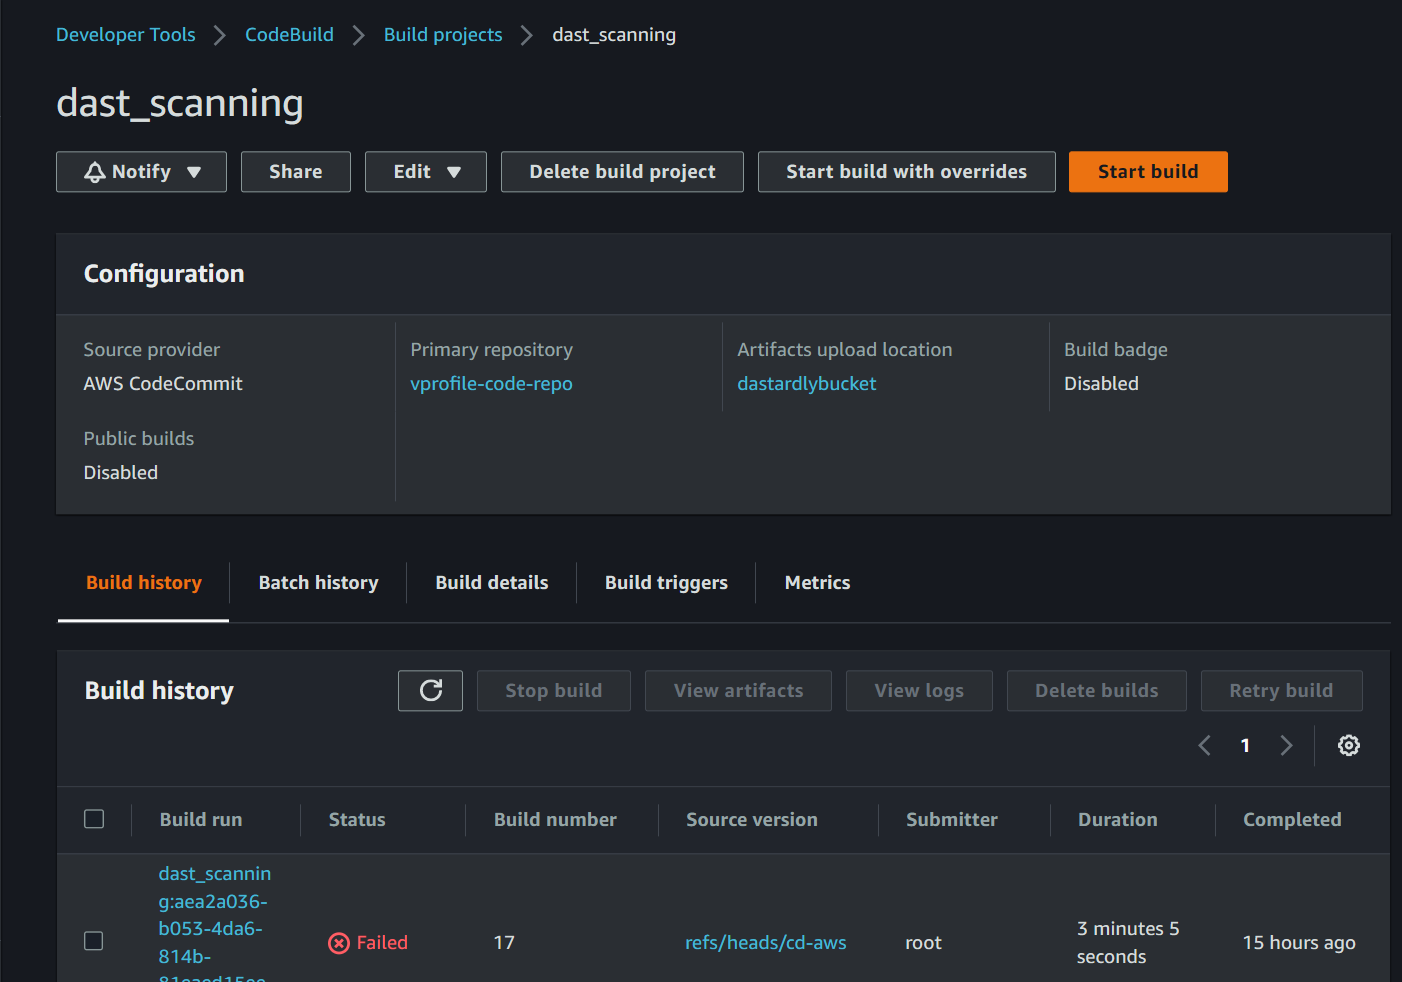 Developer Tools
CodeBuild
Build projects
dast_scanning
dast_scanning
Notify
Share
Edit
Delete build project
Start build with overrides
Start build
Configuration
Source provider
AWS CodeCommit
Primary repository
vprofile-code-repo
Artifacts upload location
dastardlybucket
Build badge
Disabled
Public builds
Disabled
Build history
Batch history
Build details
Build triggers
Metrics
Build history
Stop build
View artifacts
View logs
Delete builds
Retry build
1
Build run
Status
Build number
Source version
Submitter
Duration
Completed
dast_scannin
g:aea2a036-
b053-4da6-
814b-
Failed
17
refs/heads/cd-aws
root
3 minutes 5
seconds
15 hours ago